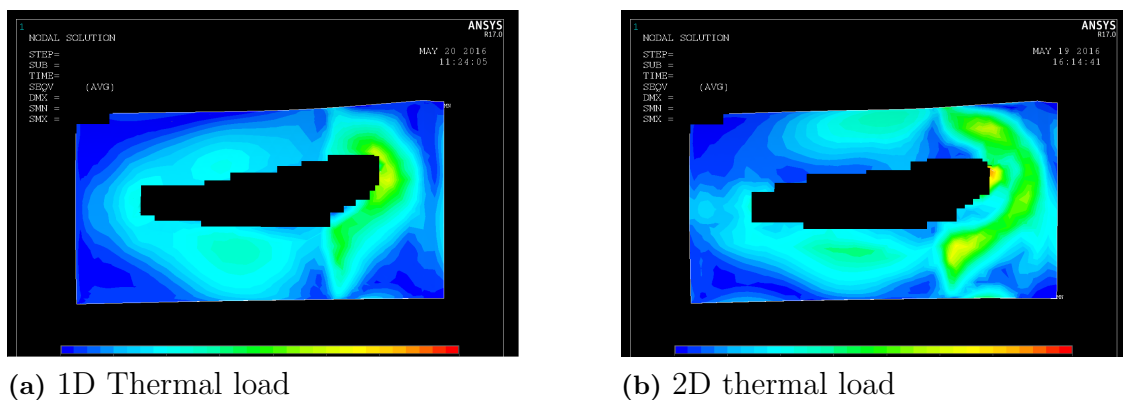 1
ANSYS
R17.0
NODAL SOLUTION
MAY 20 2016
11:24:05
STEP=
SUB =
TIME=
SEQV (AVG)
DMX =
SMN =
SMX =
MN
(a) 1D Thermal load
1
ANSYS
R17.0
NODAL SOLUTION
MAY 19 2016
16:14:41
STEP=
SUB =
TIME=
SEQV (AVG)
DMX =
SMN =
SMX =
MN
(b) 2D thermal load